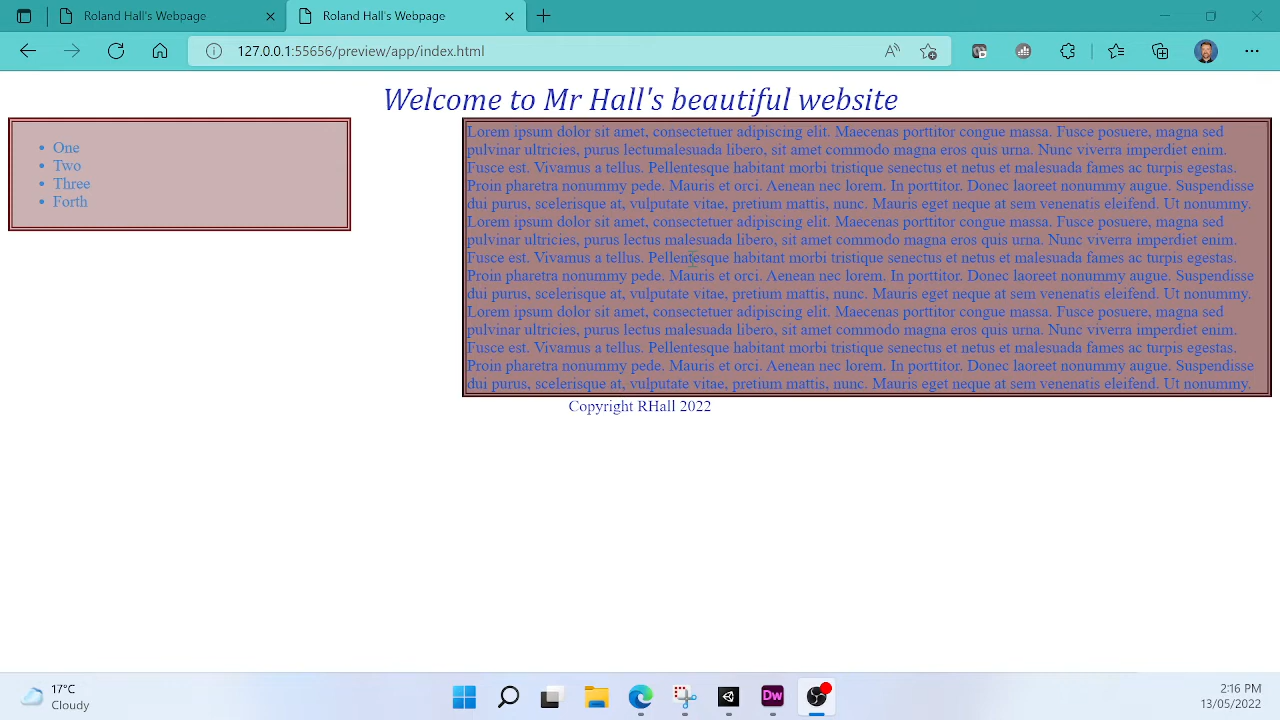 Roland Hall's Webpage
Roland Hall's Webpage
127.0.0.1:55656/preview/app/index.html
Welcome to Mr Hall's beautiful website
One
Two
Three
Forth
Lorem ipsum dolor sit amet, consectetuer adipiscing elit. Maecenas porttitor congue massa. Fusce posuere, magna sed
pulvinar ultricies, purus lectumalesuada libero, sit amet commodo magna eros quis urna. Nunc viverra imperdiet enim.
Fusce est. Vivamus a tellus. Pellentesque habitant morbi tristique senectus et netus et malesuada fames ac turpis egestas.
Proin pharetra nonummy pede. Mauris et orci. Aenean nec lorem. In porttitor. Donec laoreet nonummy augue. Suspendisse
dui purus, scelerisque at, vulputate vitae, pretium mattis, nunc. Mauris eget neque at sem venenatis eleifend. Ut nonummy.
Lorem ipsum dolor sit amet, consectetuer adipiscing elit. Maecenas porttitor congue massa. Fusce posuere, magna sed
pulvinar ultricies, purus lectus malesuada libero, sit amet commodo magna eros quis urna. Nunc viverra imperdiet enim.
Fusce est. Vivamus a tellus. Pellentesque habitant morbi tristique senectus et netus et malesuada fames ac turpis egestas.
Proin pharetra nonummy pede. Mauris et orci. Aenean nec lorem. In porttitor. Donec laoreet nonummy augue. Suspendisse
dui purus, scelerisque at, vulputate vitae, pretium mattis, nunc. Mauris eget neque at sem venenatis eleifend. Ut nonummy.
Lorem ipsum dolor sit amet, consectetuer adipiscing elit. Maecenas porttitor congue massa. Fusce posuere, magna sed
pulvinar ultricies, purus lectus malesuada libero, sit amet commodo magna eros quis urna. Nunc viverra imperdiet enim.
Fusce est. Vivamus a tellus. Pellentesque habitant morbi tristique senectus et netus et malesuada fames ac turpis egestas.
Proin pharetra nonummy pede. Mauris et orci. Aenean nec lorem. In porttitor. Donec laoreet nonummy augue. Suspendisse
dui purus, scelerisque at, vulputate vitae, pretium mattis, nunc. Mauris eget neque at sem venenatis eleifend. Ut nonummy.
Copyright RHall 2022
17°C
Cloudy
Dw
2:16 PM
13/05/2022